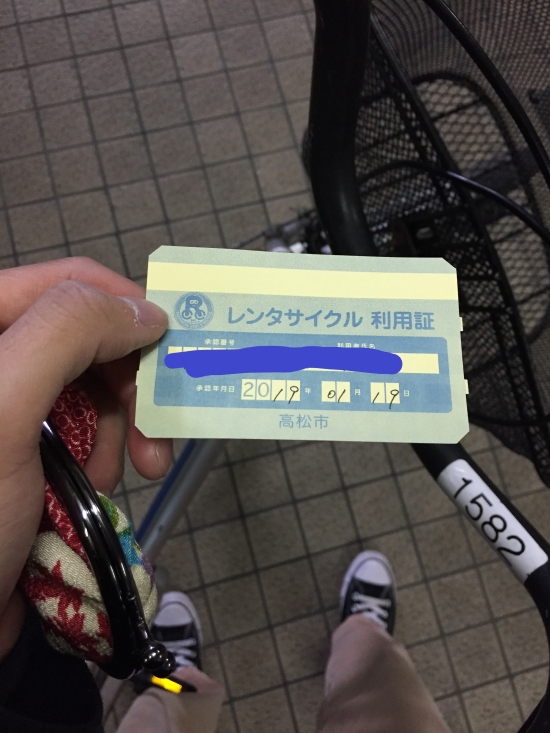 レンタサイクル 利用証
承認番号 利用者氏名
承認年月日 2019 年 01 月 19 日
高松市
1582